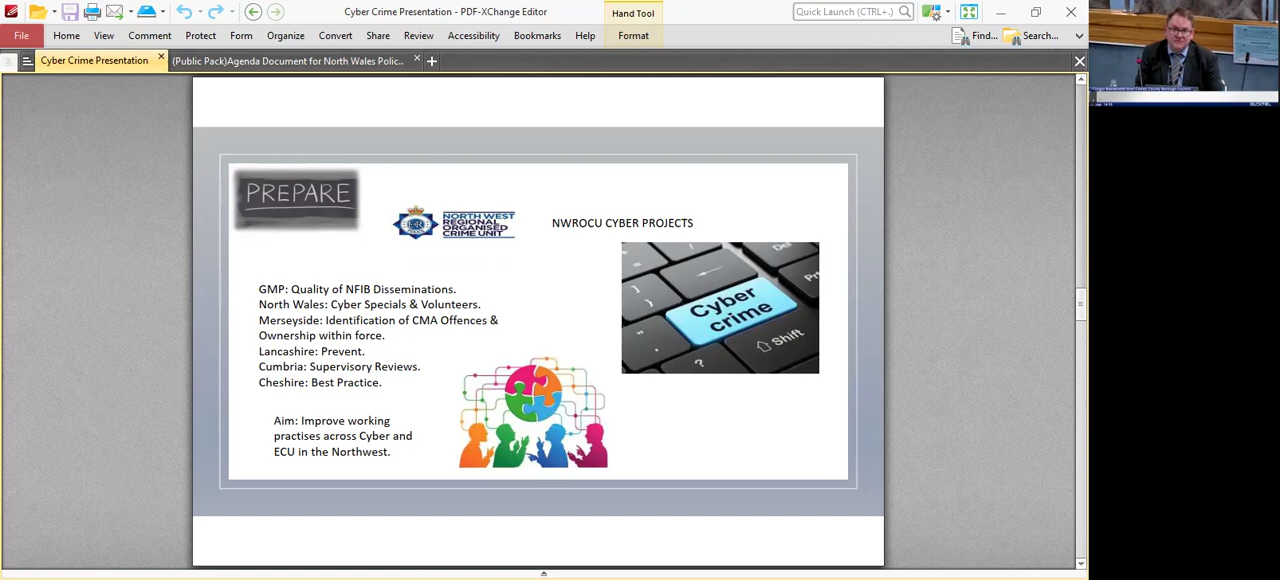 Cyber Crime Presentation - PDF-XChange Editor
Hand Tool
Quick Launch (CTRL+.)
File Home View Comment Protect Form Organize Convert Share Review Accessibility Bookmarks Help Format
Find... Search...
Cyber Crime Presentation
(Public Pack)Agenda Document for North Wales Polic..
PREPARE
NORTH WEST
REGIONAL
ORGANISED
CRIME UNIT
NWROCU CYBER PROJECTS
Cyber
crime
Shift
Del
GMP: Quality of NFIB Disseminations.
North Wales: Cyber Specials & Volunteers.
Merseyside: Identification of CMA Offences &
Ownership within force.
Lancashire: Prevent.
Cumbria: Supervisory Reviews.
Cheshire: Best Practice.
Aim: Improve working
practises across Cyber and
ECU in the Northwest.